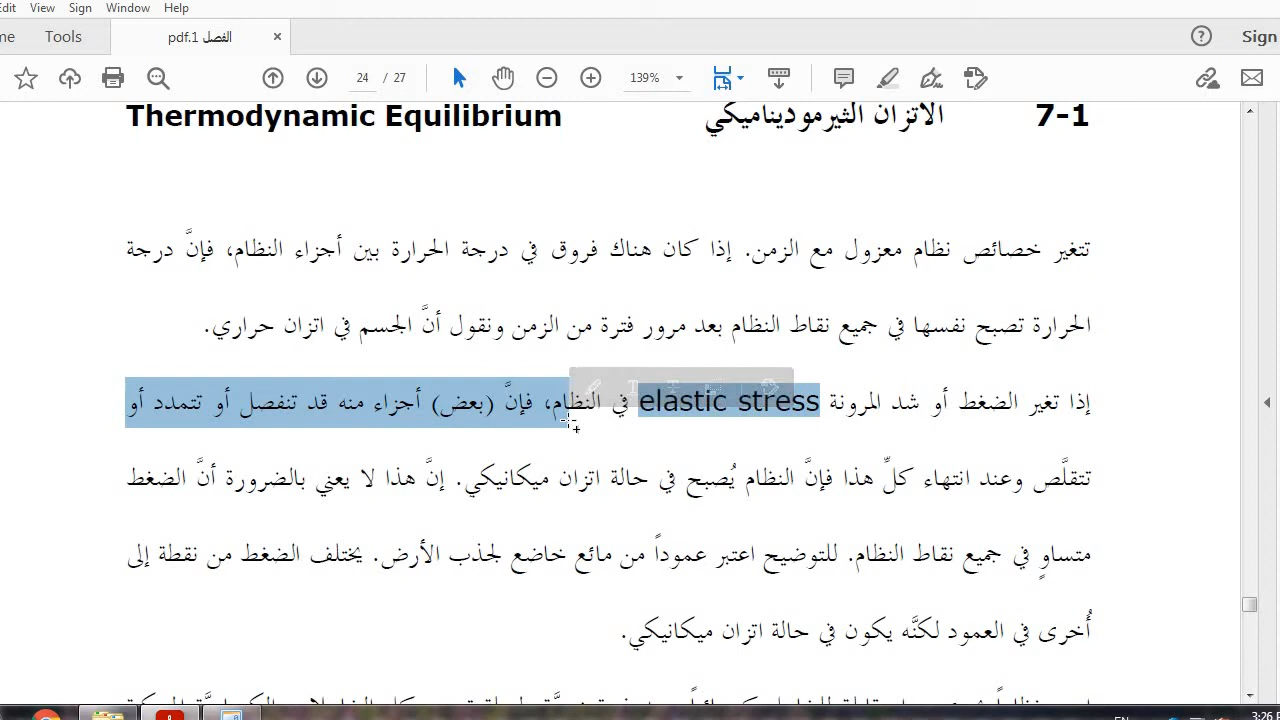 Edit View Sign Window Help
me Tools الفصل 1.pdf × Sign
24 / 27 139%
7-1 الاتزان الثيرموديناميكي Thermodynamic Equilibrium
تتغير خصائص نظام معزول مع الزمن. إذا كان هناك فروق في درجة الحرارة بين أجزاء النظام، فإنَّ درجة
الحرارة تصبح نفسها في جميع نقاط النظام بعد مرور فترة من الزمن ونقول أنَّ الجسم في اتزان حراري.
إذا تغير الضغط أو شد المرونة elastic stress في النظام، فإنَّ (بعض) أجزاء منه قد تنفصل أو تتمدد أو
تتقلَّص وعند انتهاء كلِّ هذا فإنَّ النظام يُصبح في حالة اتزان ميكانيكي. إنَّ هذا لا يعني بالضرورة أنَّ الضغط
متساوٍ في جميع نقاط النظام. للتوضيح اعتبر عموداً من مائع خاضع لجذب الأرض. يختلف الضغط من نقطة إلى
أُخرى في العمود لكنَّه يكون في حالة اتزان ميكانيكي.
EN 3:26 P